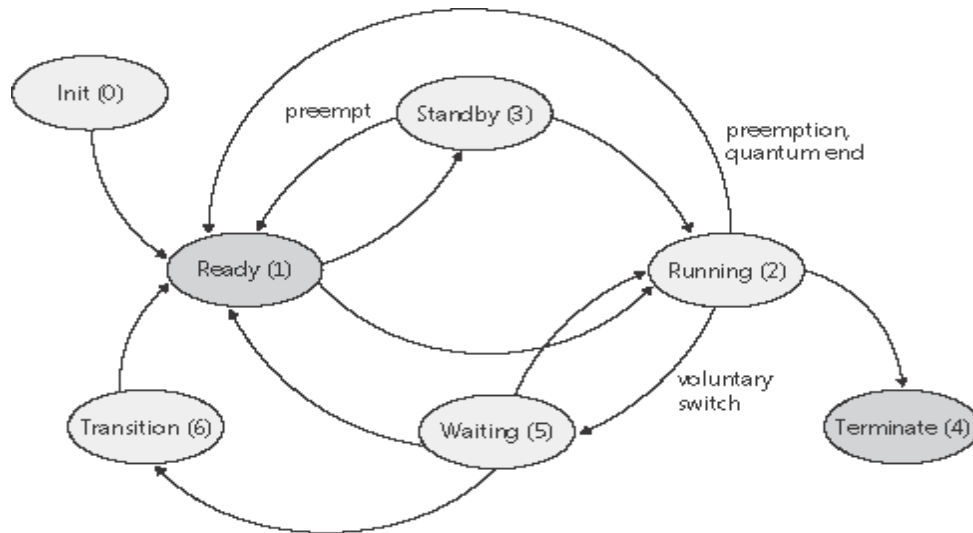 Init (0)
preempt
Standby (3)
preemption,
quantum end
Ready (1)
Running (2)
voluntary
switch
Transition (6)
Waiting (5)
Terminate (4)